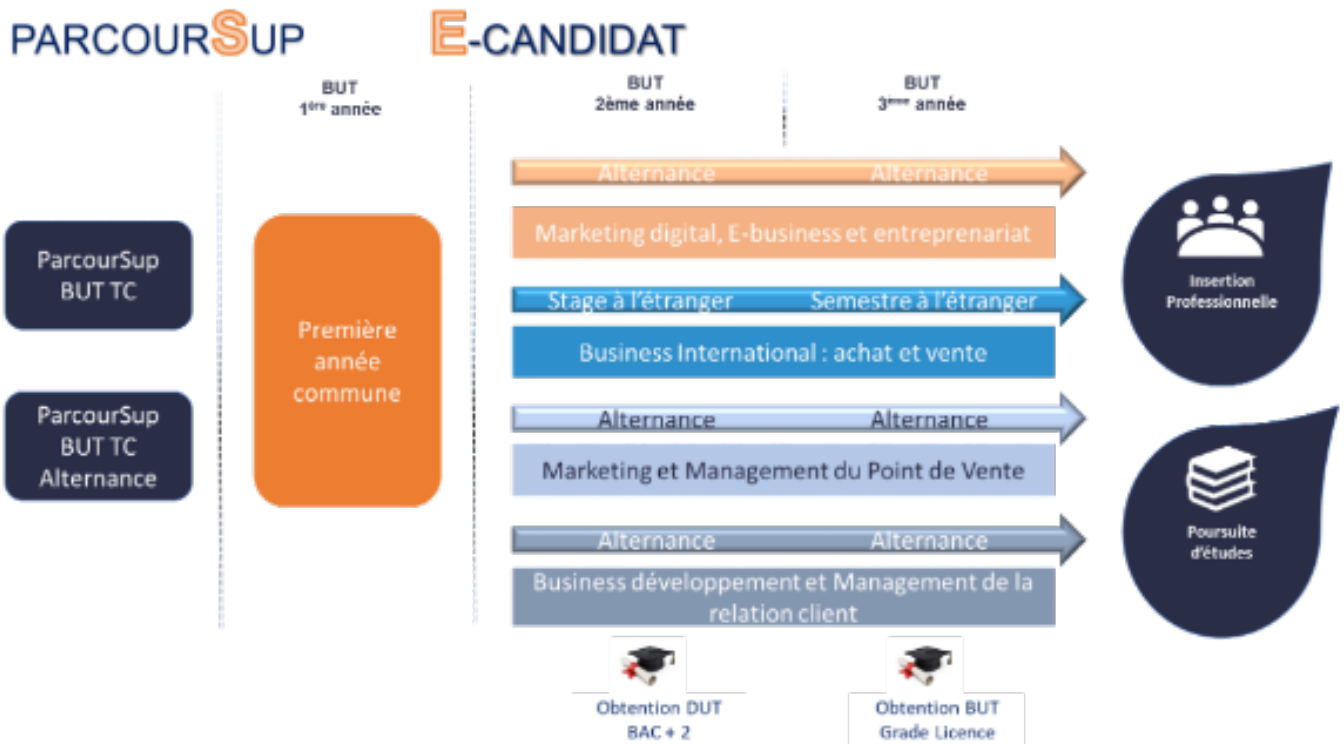 PARCOURSUP
E-CANDIDAT
BUT
1ère année
BUT
2ème année
BUT
3ème année
ParcourSup
BUT TC
ParcourSup
BUT TC
Alternance
Première
année
commune
Alternance Alternance
Marketing digital, E-business et entreprenariat
Stage à l'étranger Semestre à l'étranger
Business International : achat et vente
Alternance Alternance
Marketing et Management du Point de Vente
Alternance Alternance
Business développement et Management de la
relation client
Insertion
Professionnelle
Poursuite
d'études
Obtention DUT
BAC + 2
Obtention BUT
Grade Licence